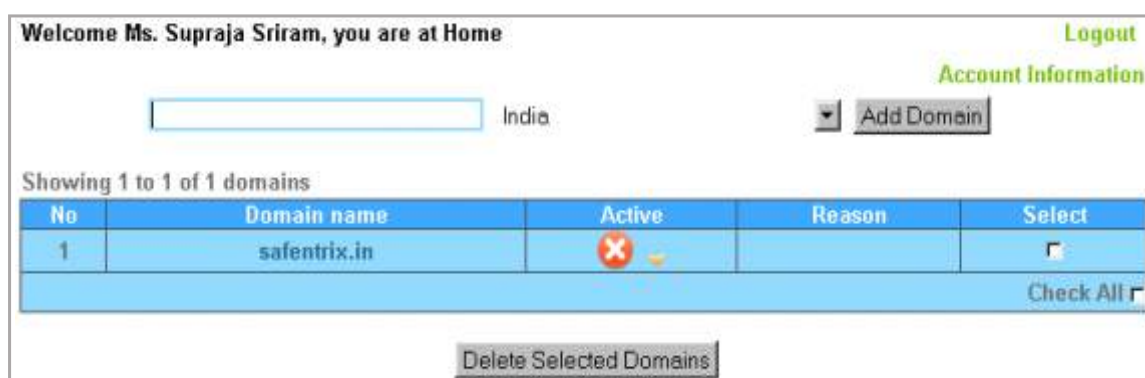 Welcome Ms. Supraja Sriram, you are at Home
Logout
Account Information
India
Add Domain
Showing 1 to 1 of 1 domains
No Domain name Active Reason Select
1 safentrix.in
Check All
Delete Selected Domains